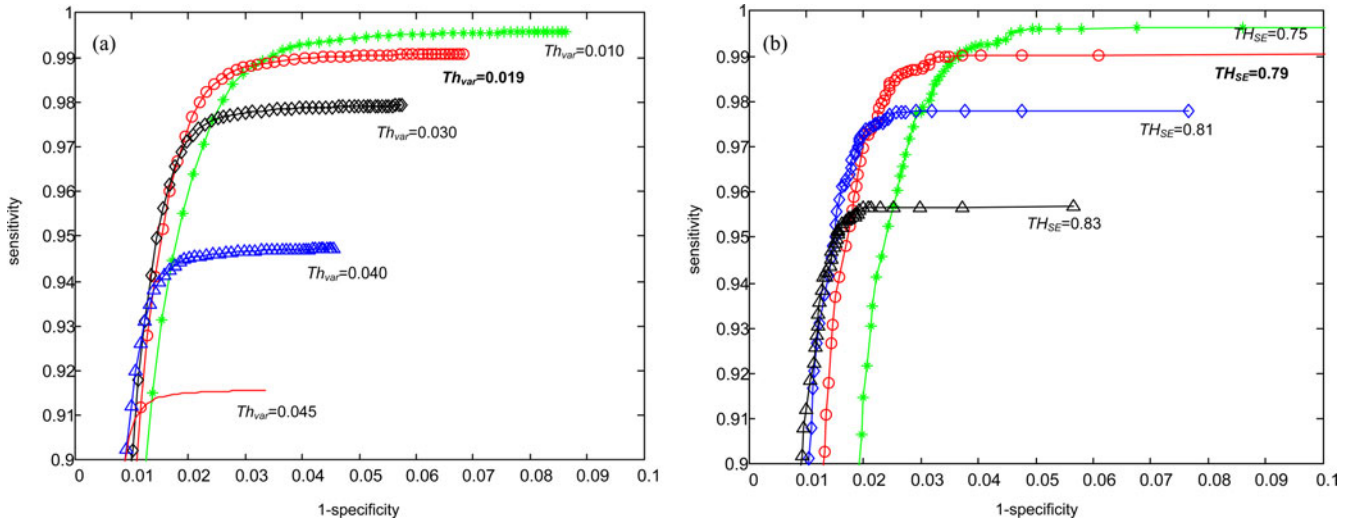 (a)
1
0.99
0.98
0.97
0.96
0.95
0.94
0.93
0.92
0.91
0.9
sensitivity
Th_var=0.010
Th_var=0.019
Th_var=0.030
Th_var=0.040
Th_var=0.045
0 0.01 0.02 0.03 0.04 0.05 0.06 0.07 0.08 0.09 0.1
1-specificity
(b)
1
0.99
0.98
0.97
0.96
0.95
0.94
0.93
0.92
0.91
0.9
sensitivity
TH_SE=0.75
TH_SE=0.79
TH_SE=0.81
TH_SE=0.83
0 0.01 0.02 0.03 0.04 0.05 0.06 0.07 0.08 0.09 0.1
1-specificity